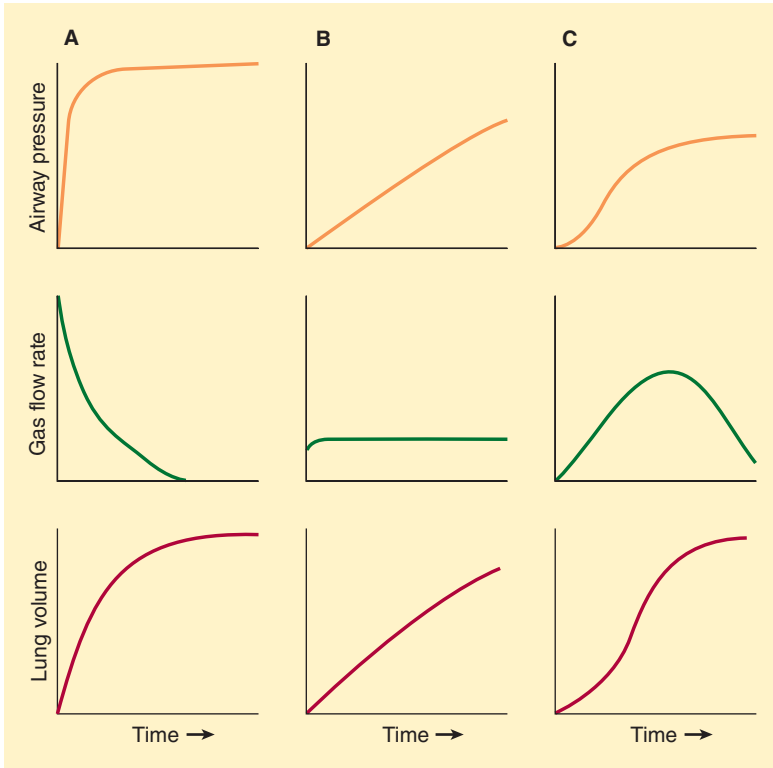 A
B
C
Airway pressure
Gas flow rate
Lung volume
Time →
Time →
Time →